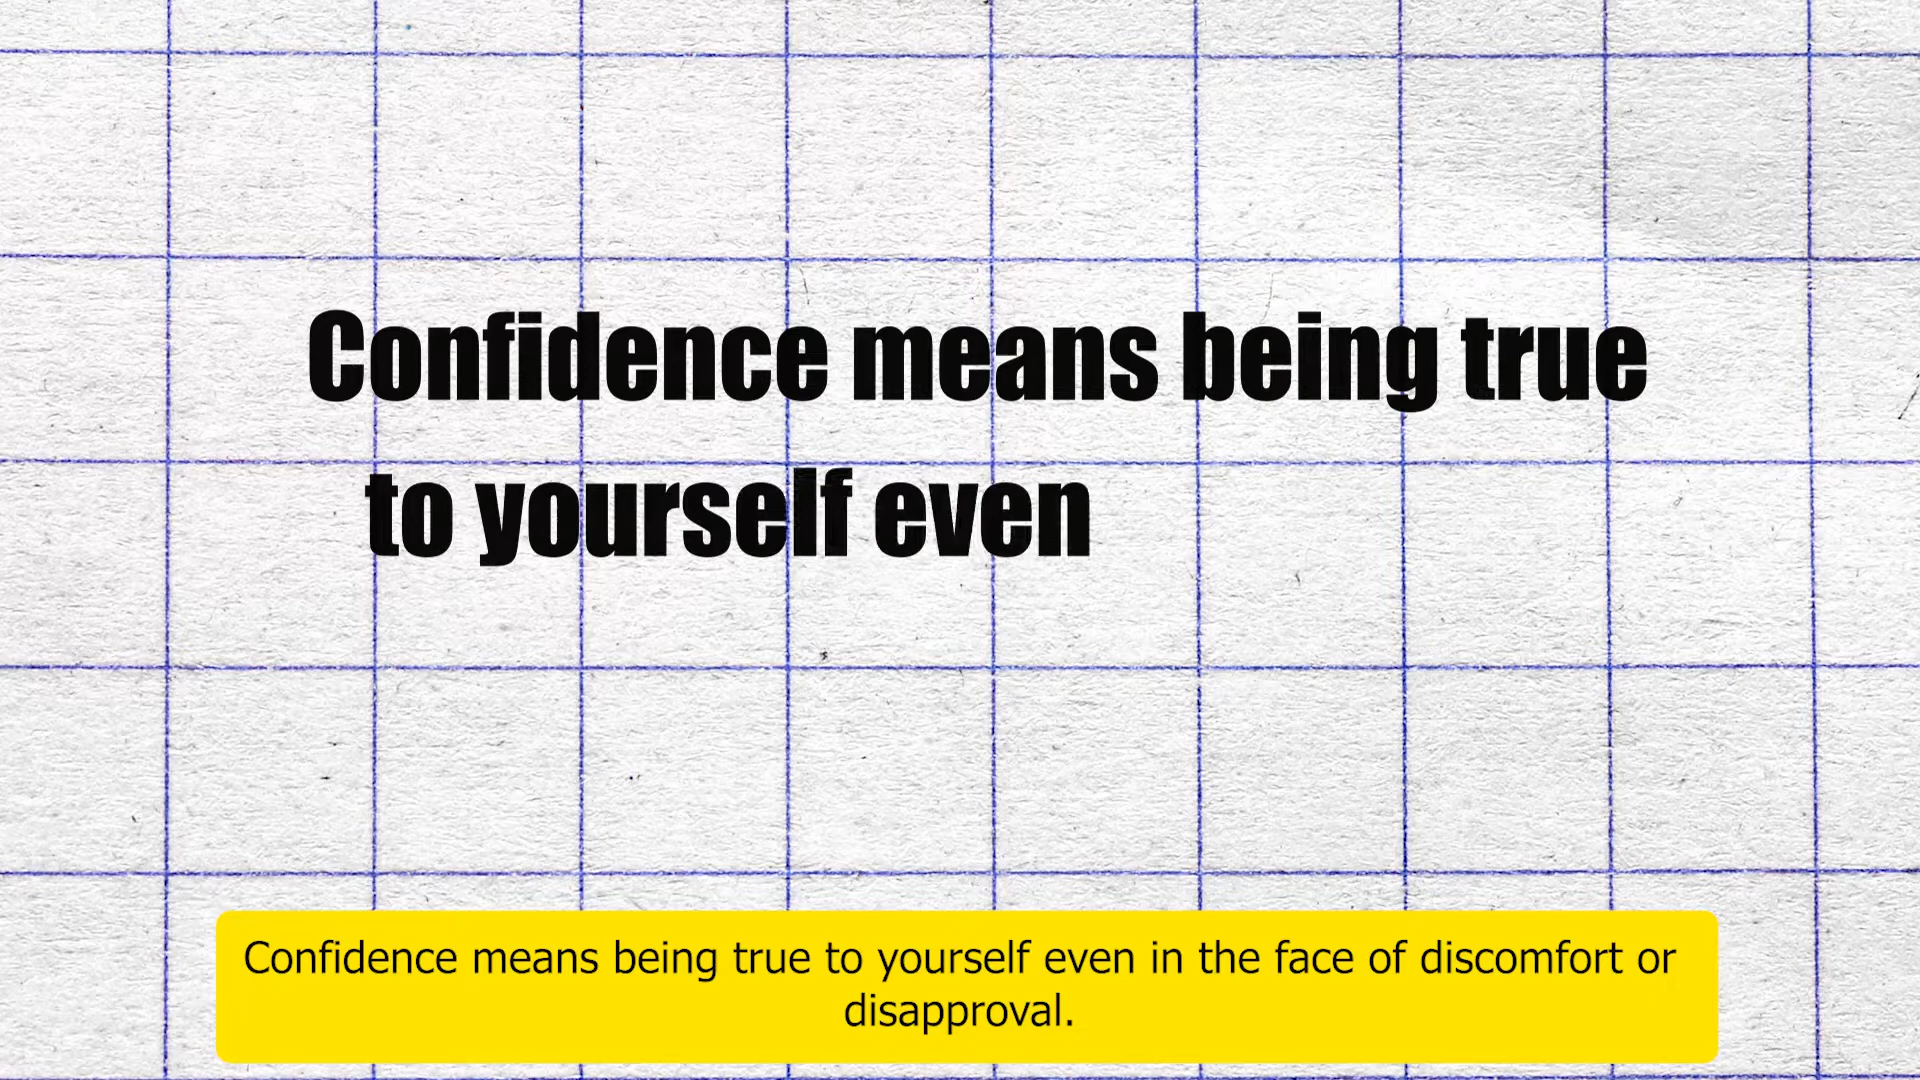 Confidence means being true
to yourself even
Confidence means being true to yourself even in the face of discomfort or
disapproval.